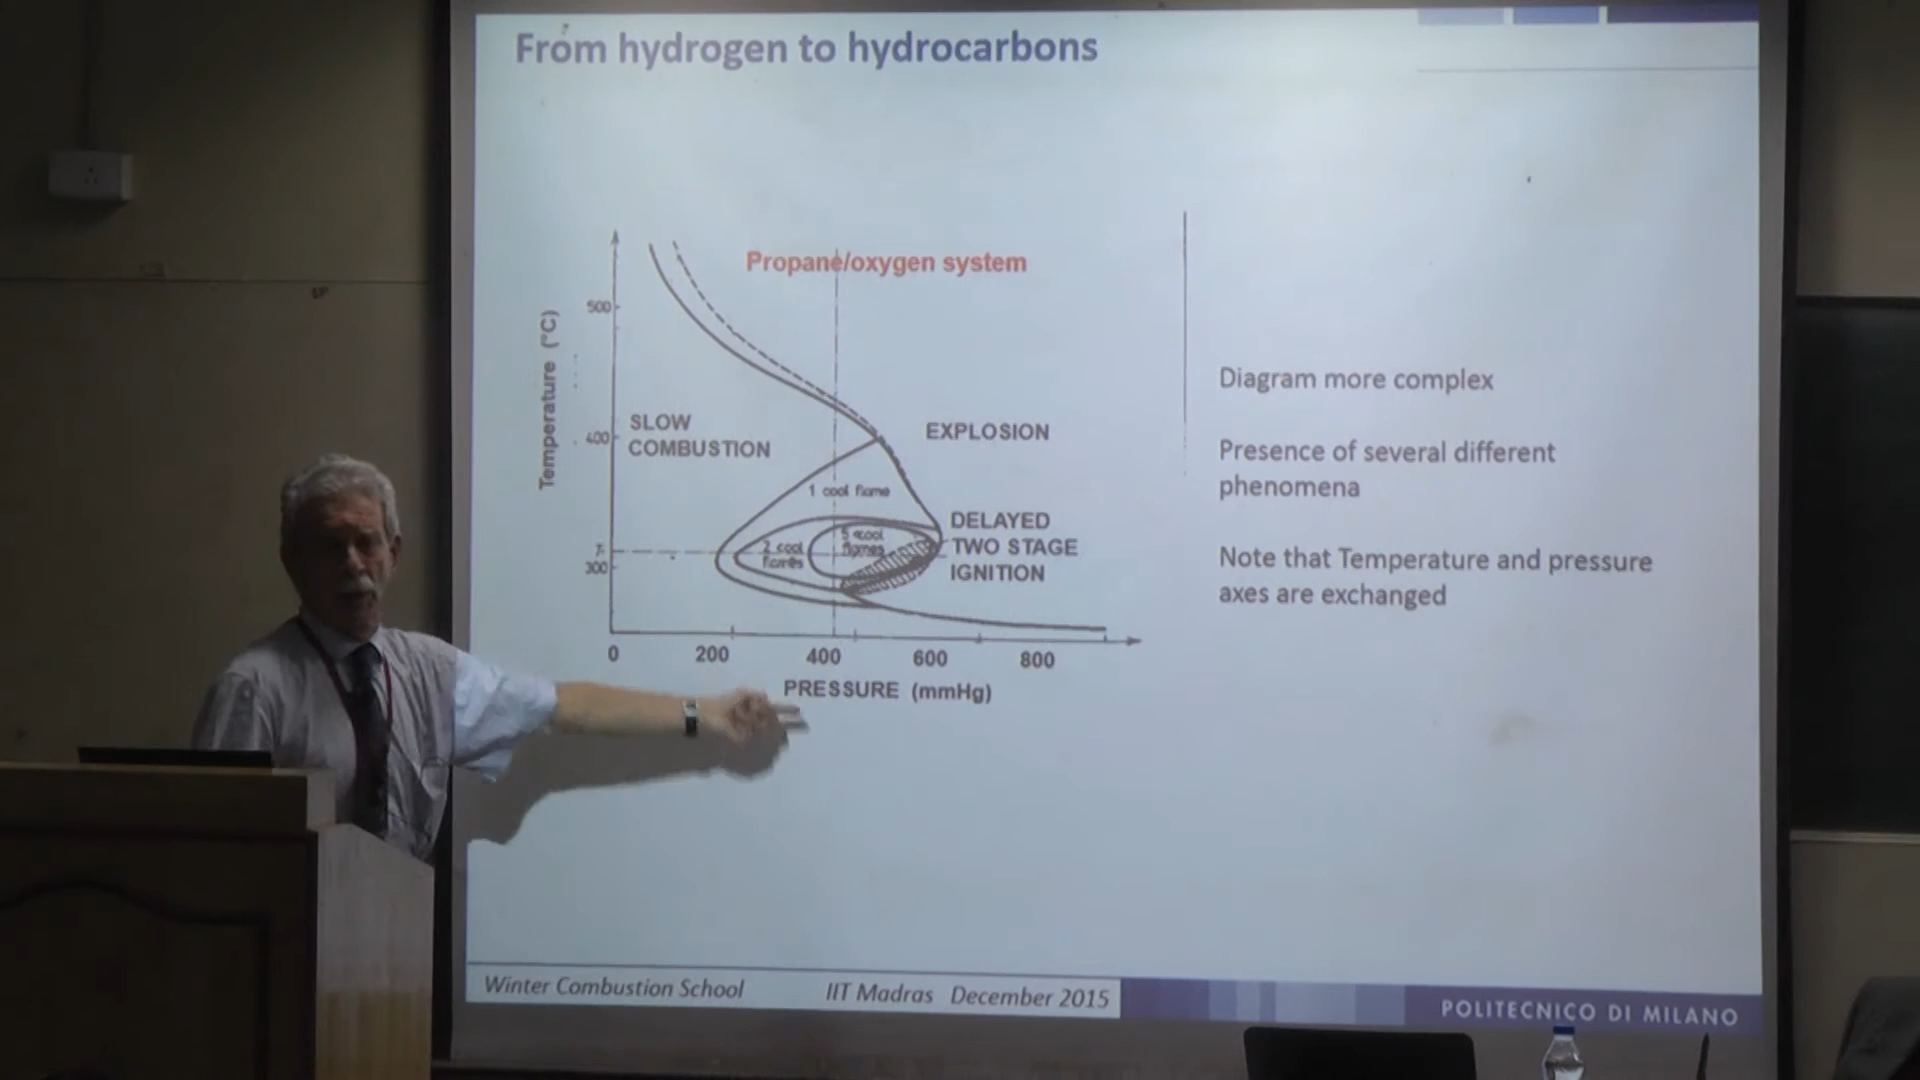 From hydrogen to hydrocarbons
Propane/oxygen system
Temperature (°C)
500
400
300
SLOW
COMBUSTION
EXPLOSION
1 cool flame
2 cool
flames
5 cool
flames
DELAYED
TWO STAGE
IGNITION
0 200 400 600 800
PRESSURE (mmHg)
Diagram more complex
Presence of several different
phenomena
Note that Temperature and pressure
axes are exchanged
Winter Combustion School IIT Madras December 2015
POLITECNICO DI MILANO